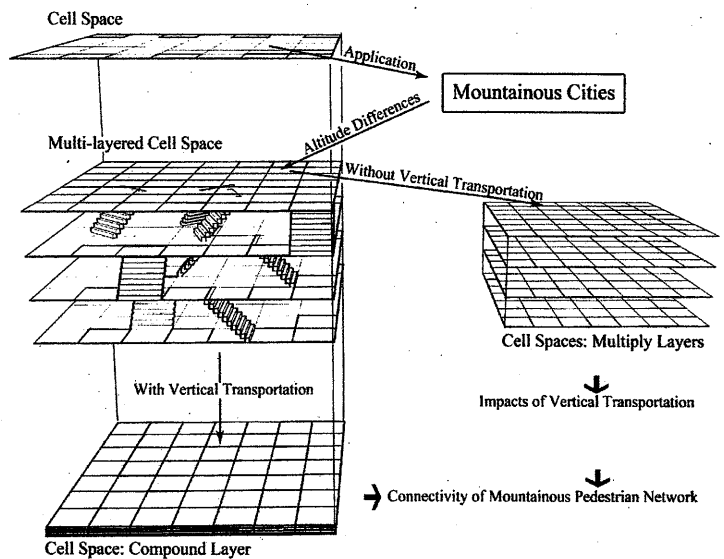 Cell Space
Application
Mountainous Cities
Altitude Differences
Multi-layered Cell Space
Without Vertical Transportation
Cell Spaces: Multiply Layers
With Vertical Transportation
Impacts of Vertical Transportation
Connectivity of Mountainous Pedestrian Network
Cell Space: Compound Layer